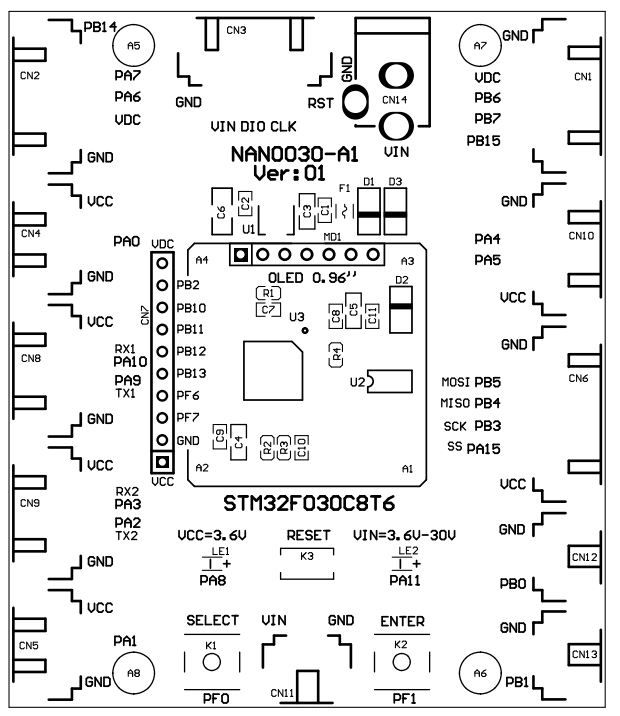 PB14
A5
CN3
A7
GND
CN2
PA7
PA6
VDC
GND
GND
RST
CN14
VIN
VDC
PB6
PB7
PB15
CN1
VIN DIO CLK
GND
NANO030-A1
Ver:01
GND
VCC
C6
C2
U1
C3
C1
F1
D1
D3
MD1
CN4
PA0
VDC
A4
A3
OLED 0.96''
PA4
PA5
CN10
GND
VCC
VCC
GND
CN7
PB2
PB10
PB11
PB12
PB13
PF6
PF7
GND
VCC
R1
C7
U3
C8
C5
C11
D2
R4
U2
CN8
RX1
PA10
PA9
TX1
MOSI PB5
MISO PB4
SCK PB3
SS PA15
CN6
GND
VCC
C9
C4
R2
R3
C10
A2
A1
VCC
GND
CN9
RX2
PA3
PA2
TX2
STM32F030C8T6
VCC=3.6V
RESET
VIN=3.6V-30V
LE1
+
PA8
K3
LE2
+
PA11
GND
VCC
CN12
PB0
GND
SELECT
VIN
GND
ENTER
CN5
PA1
A8
GND
K1
PF0
CN11
K2
PF1
A6
PB1
CN13